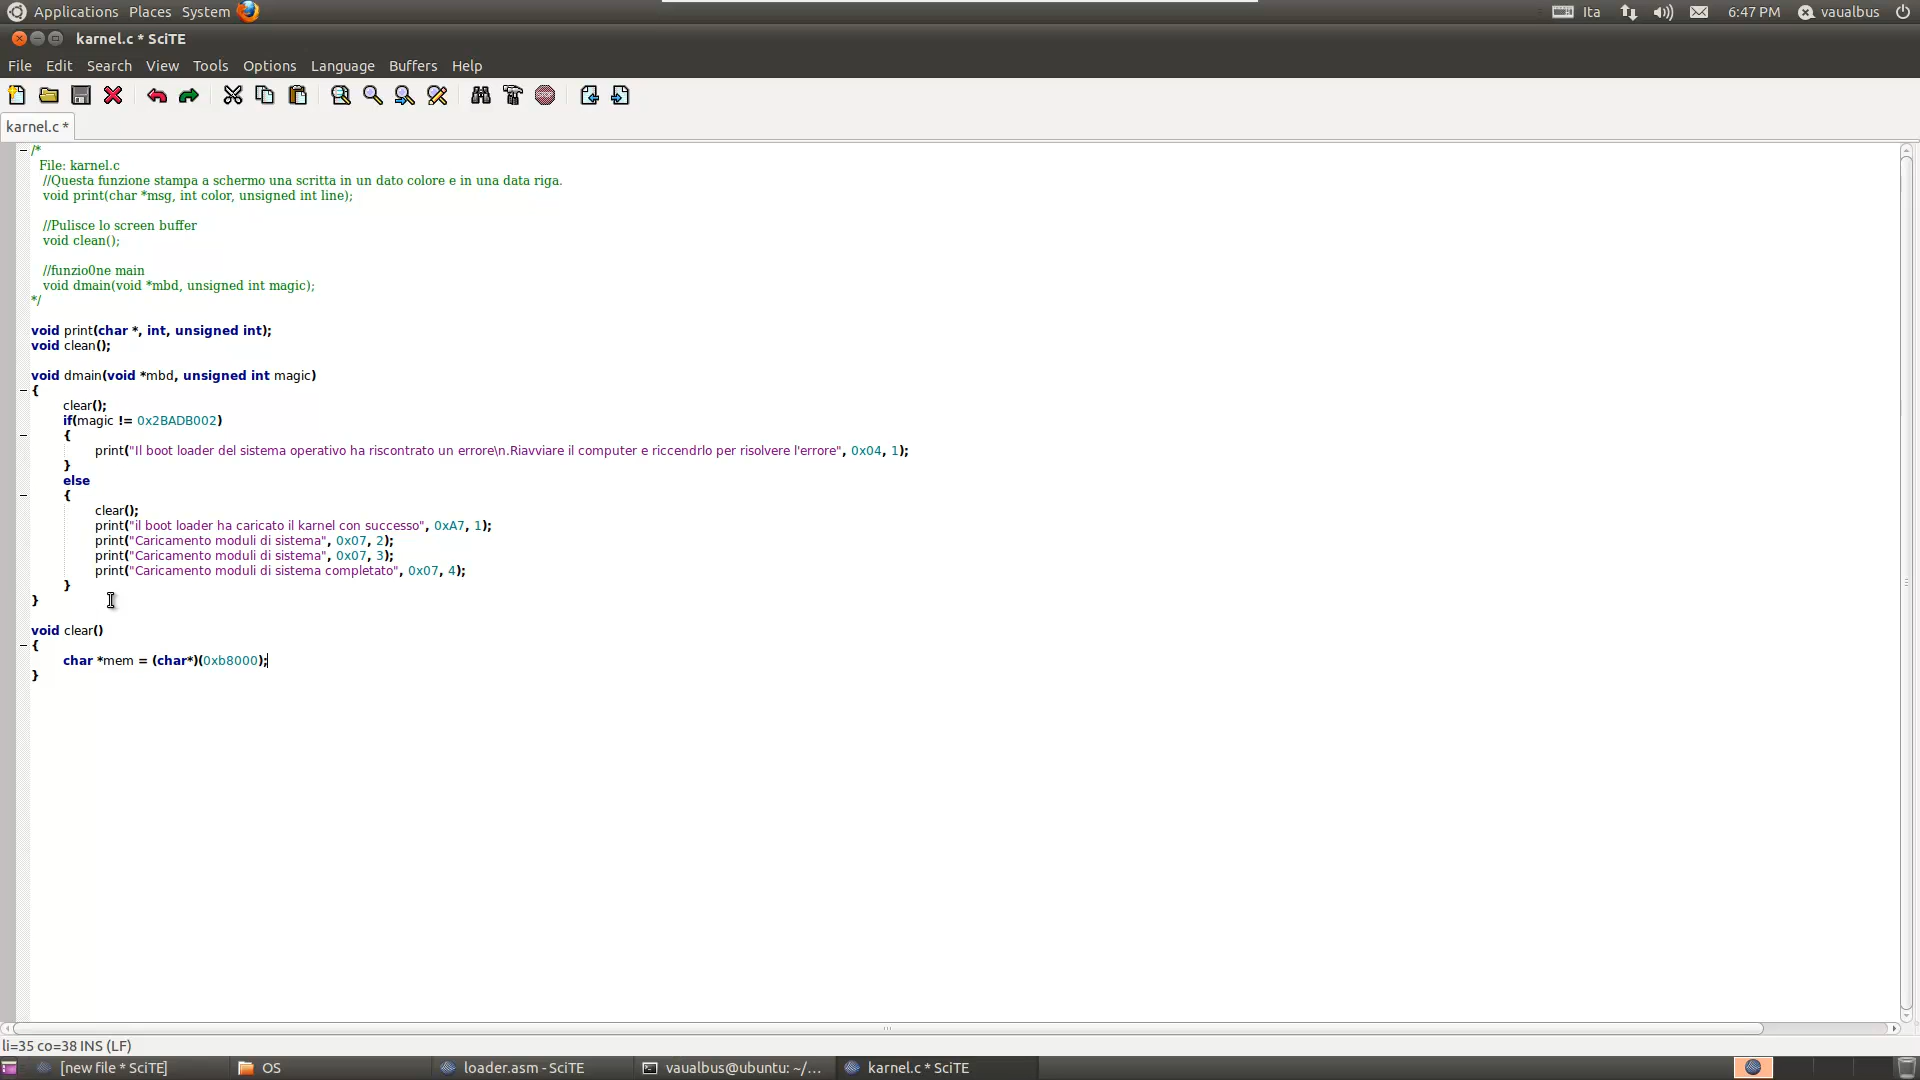 Applications Places System Ita 6:47 PM vaualbus
karnel.c * SciTE
File Edit Search View Tools Options Language Buffers Help
karnel.c *
/*
File: karnel.c
//Questa funzione stampa a schermo una scritta in un dato colore e in una data riga.
void print(char *msg, int color, unsigned int line);
//Pulisce lo screen buffer
void clean();
//funzio0ne main
void dmain(void *mbd, unsigned int magic);
*/
void print(char *, int, unsigned int);
void clean();
void dmain(void *mbd, unsigned int magic)
{
clear();
if(magic != 0x2BADB002)
{
print("Il boot loader del sistema operativo ha riscontrato un errore\n.Riavviare il computer e riccendrlo per risolvere l'errore", 0x04, 1);
}
else
{
clear();
print("il boot loader ha caricato il karnel con successo", 0xA7, 1);
print("Caricamento moduli di sistema", 0x07, 2);
print("Caricamento moduli di sistema", 0x07, 3);
print("Caricamento moduli di sistema completato", 0x07, 4);
}
}
void clear()
{
char *mem = (char*)(0xb8000);
}
li=35 co=38 INS (LF)
[new file * SciTE] OS loader.asm - SciTE vaualbus@ubuntu: ~/... karnel.c * SciTE